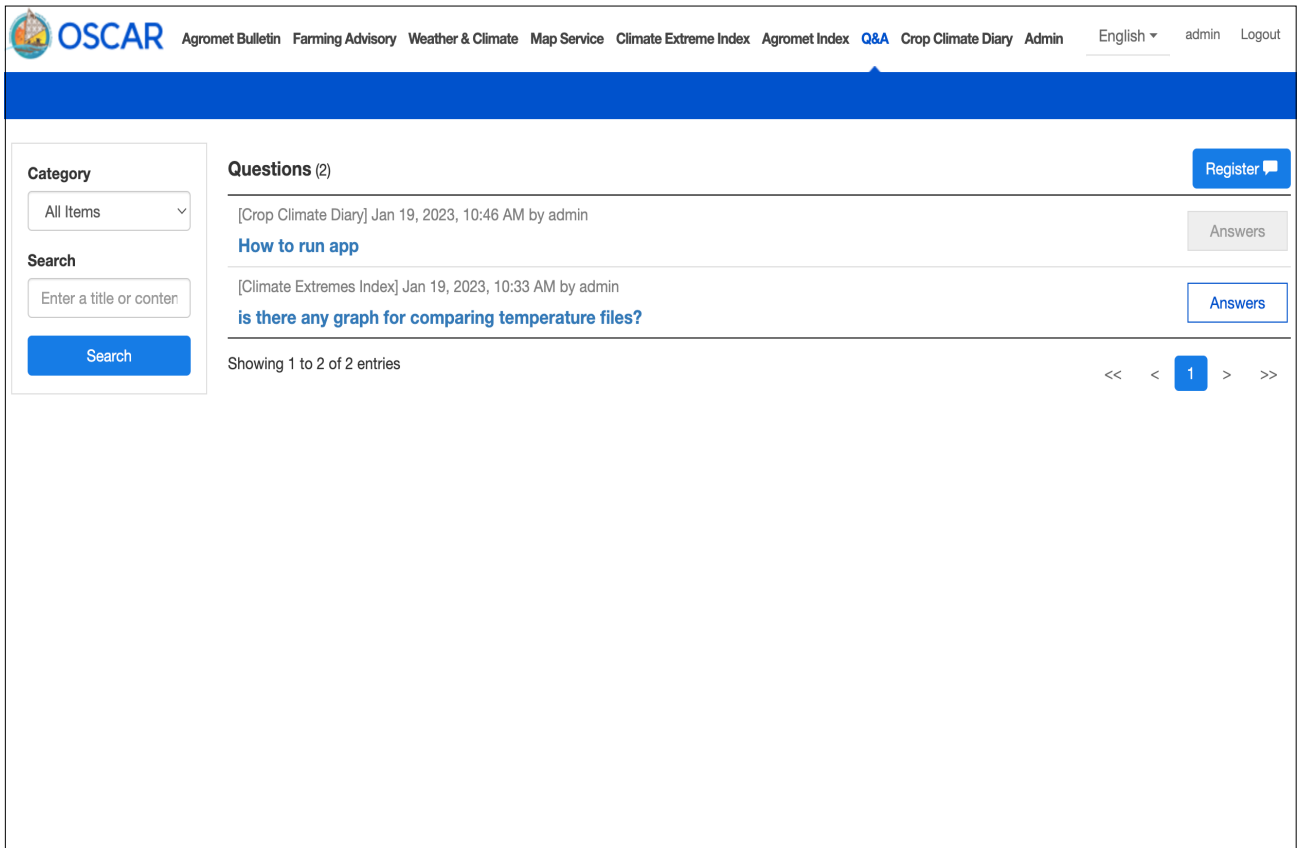 OSCAR Agromet Bulletin Farming Advisory Weather & Climate Map Service Climate Extreme Index Agromet Index Q&A Crop Climate Diary Admin English admin Logout
Category
All Items
Search
Enter a title or conten
Search
Questions (2)
Register
[Crop Climate Diary] Jan 19, 2023, 10:46 AM by admin
How to run app
Answers
[Climate Extremes Index] Jan 19, 2023, 10:33 AM by admin
is there any graph for comparing temperature files?
Answers
Showing 1 to 2 of 2 entries
<< < 1 > >>